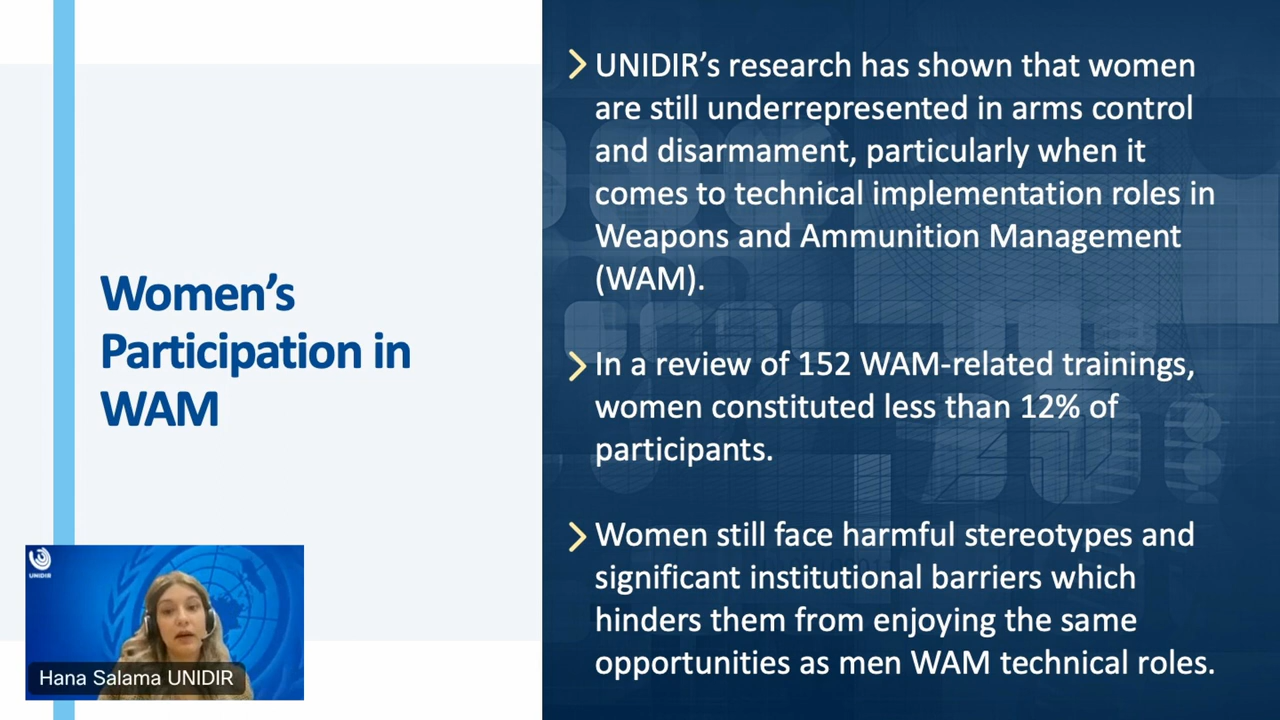 Women's
Participation in
WAM
UNIDIR's research has shown that women
are still underrepresented in arms control
and disarmament, particularly when it
comes to technical implementation roles in
Weapons and Ammunition Management
(WAM).
In a review of 152 WAM-related trainings,
women constituted less than 12% of
participants.
Women still face harmful stereotypes and
significant institutional barriers which
hinders them from enjoying the same
opportunities as men WAM technical roles.
UNIDIR
Hana Salama UNIDIR